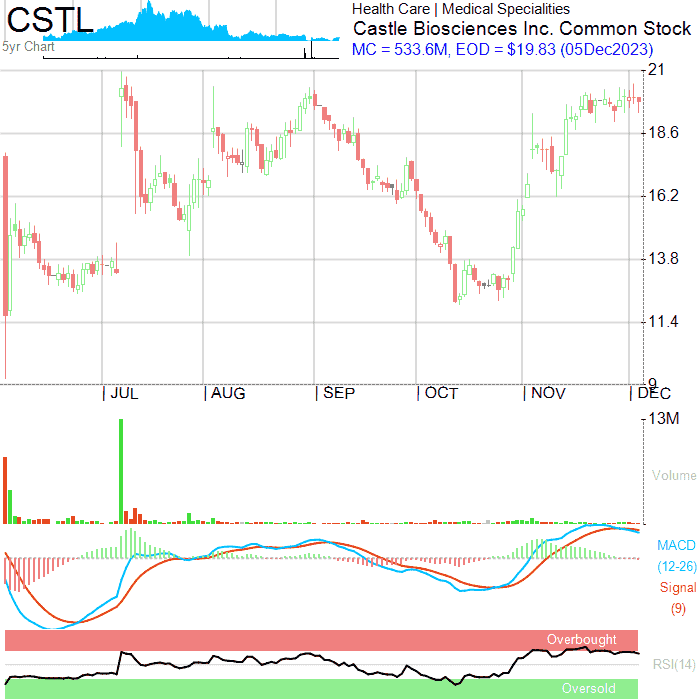 CSTL
5yr Chart
Health Care | Medical Specialities
Castle Biosciences Inc. Common Stock
MC = 533.6M, EOD = $19.83 (05Dec2023)
21
18.6
16.2
13.8
11.4
9
| JUL | AUG | SEP | OCT | NOV | DEC
13M
Volume
MACD
(12-26)
Signal
(9)
Overbought
RSI(14)
Oversold